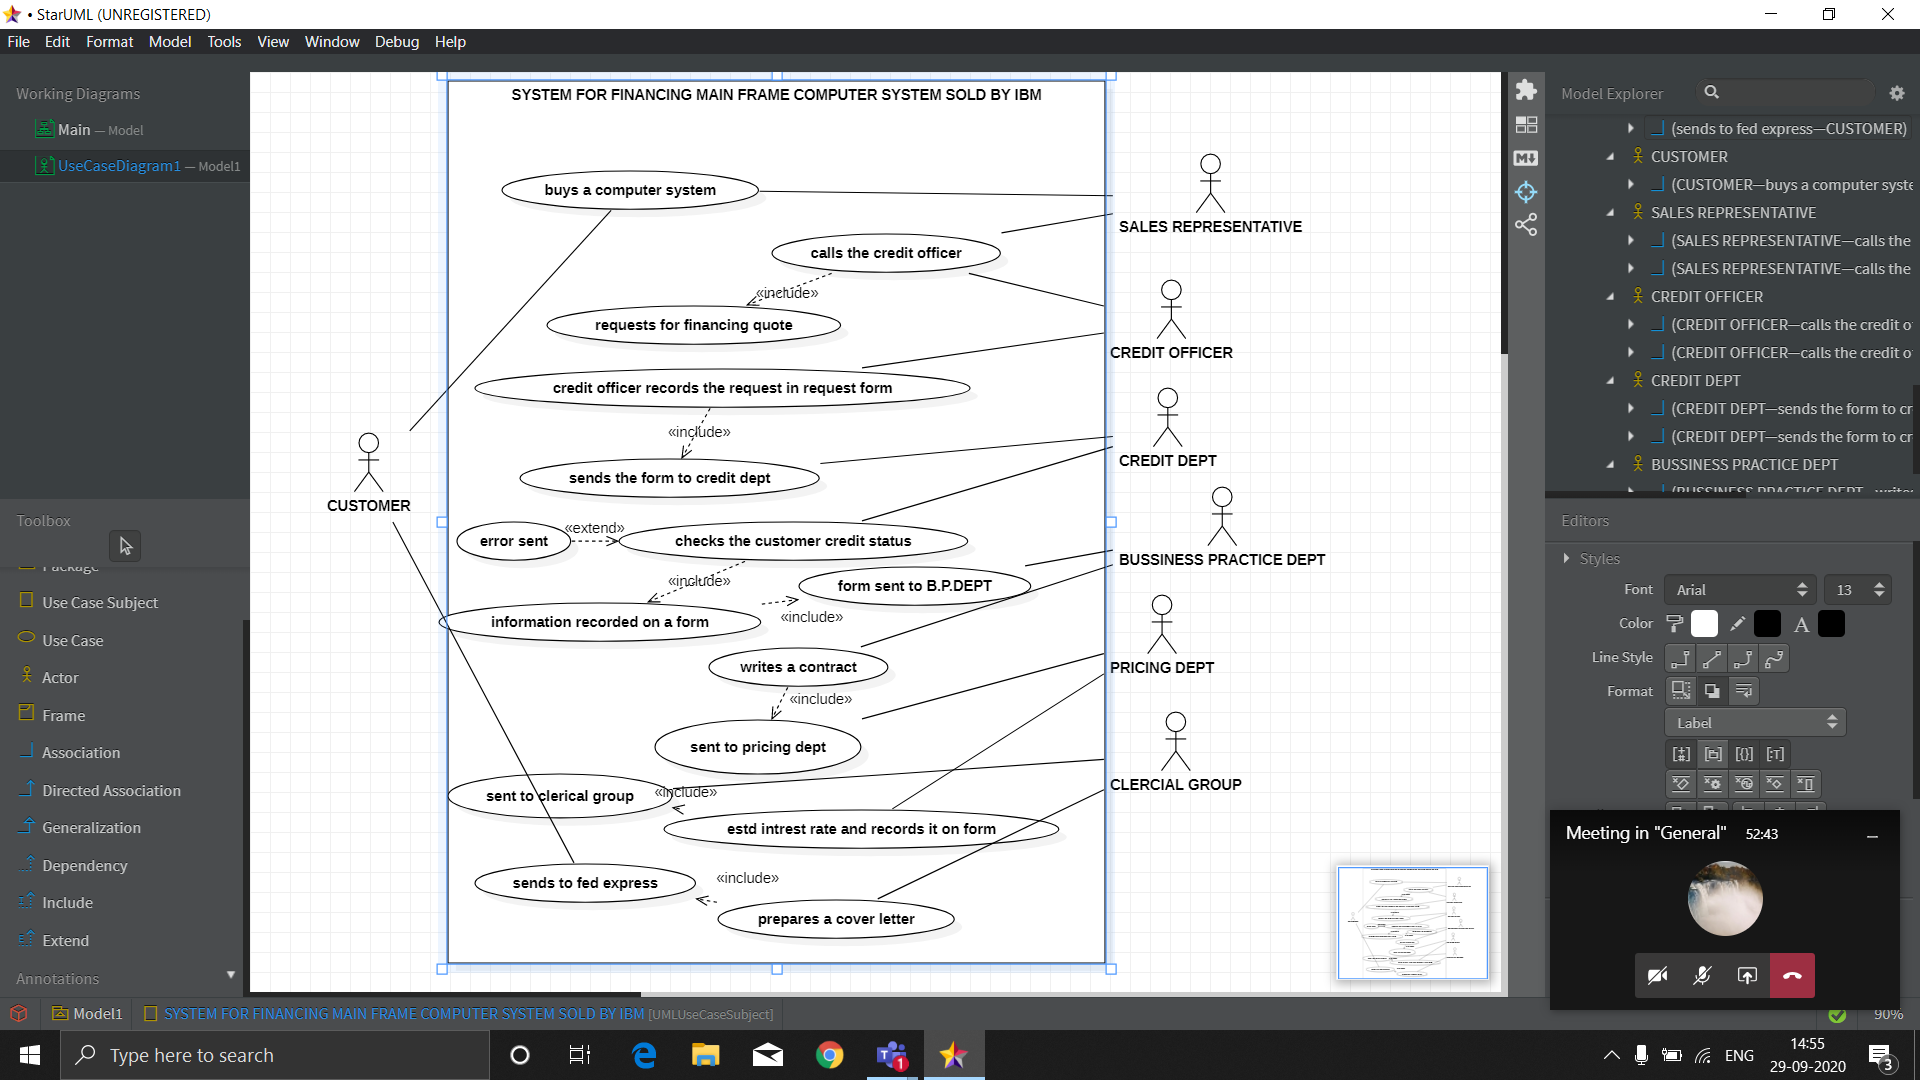 • StarUML (UNREGISTERED)
File Edit Format Model Tools View Window Debug Help
Working Diagrams
Main — Model
UseCaseDiagram1 — Model1
Toolbox
Package
Use Case Subject
Use Case
Actor
Frame
Association
Directed Association
Generalization
Dependency
Include
Extend
Annotations
SYSTEM FOR FINANCING MAIN FRAME COMPUTER SYSTEM SOLD BY IBM
buys a computer system
SALES REPRESENTATIVE
calls the credit officer
«include»
requests for financing quote
CREDIT OFFICER
credit officer records the request in request form
«include»
CREDIT DEPT
sends the form to credit dept
CUSTOMER
error sent
«extend»
checks the customer credit status
BUSSINESS PRACTICE DEPT
«include»
form sent to B.P.DEPT
«include»
information recorded on a form
writes a contract
PRICING DEPT
«include»
sent to pricing dept
sent to clerical group
«include»
CLERCIAL GROUP
estd intrest rate and records it on form
sends to fed express
«include»
prepares a cover letter
Model Explorer
(sends to fed express—CUSTOMER)
CUSTOMER
(CUSTOMER—buys a computer syste
SALES REPRESENTATIVE
(SALES REPRESENTATIVE—calls the
(SALES REPRESENTATIVE—calls the
CREDIT OFFICER
(CREDIT OFFICER—calls the credit o
(CREDIT OFFICER—calls the credit o
CREDIT DEPT
(CREDIT DEPT—sends the form to cr
(CREDIT DEPT—sends the form to cr
BUSSINESS PRACTICE DEPT
(BUSSINESS PRACTICE DEPT—write
Editors
Styles
Font Arial 13
Color A
Line Style
Format
Label
Meeting in "General" 52:43
Model1 SYSTEM FOR FINANCING MAIN FRAME COMPUTER SYSTEM SOLD BY IBM [UMLUseCaseSubject]
90%
Type here to search
1
ENG
14:55
29-09-2020
3